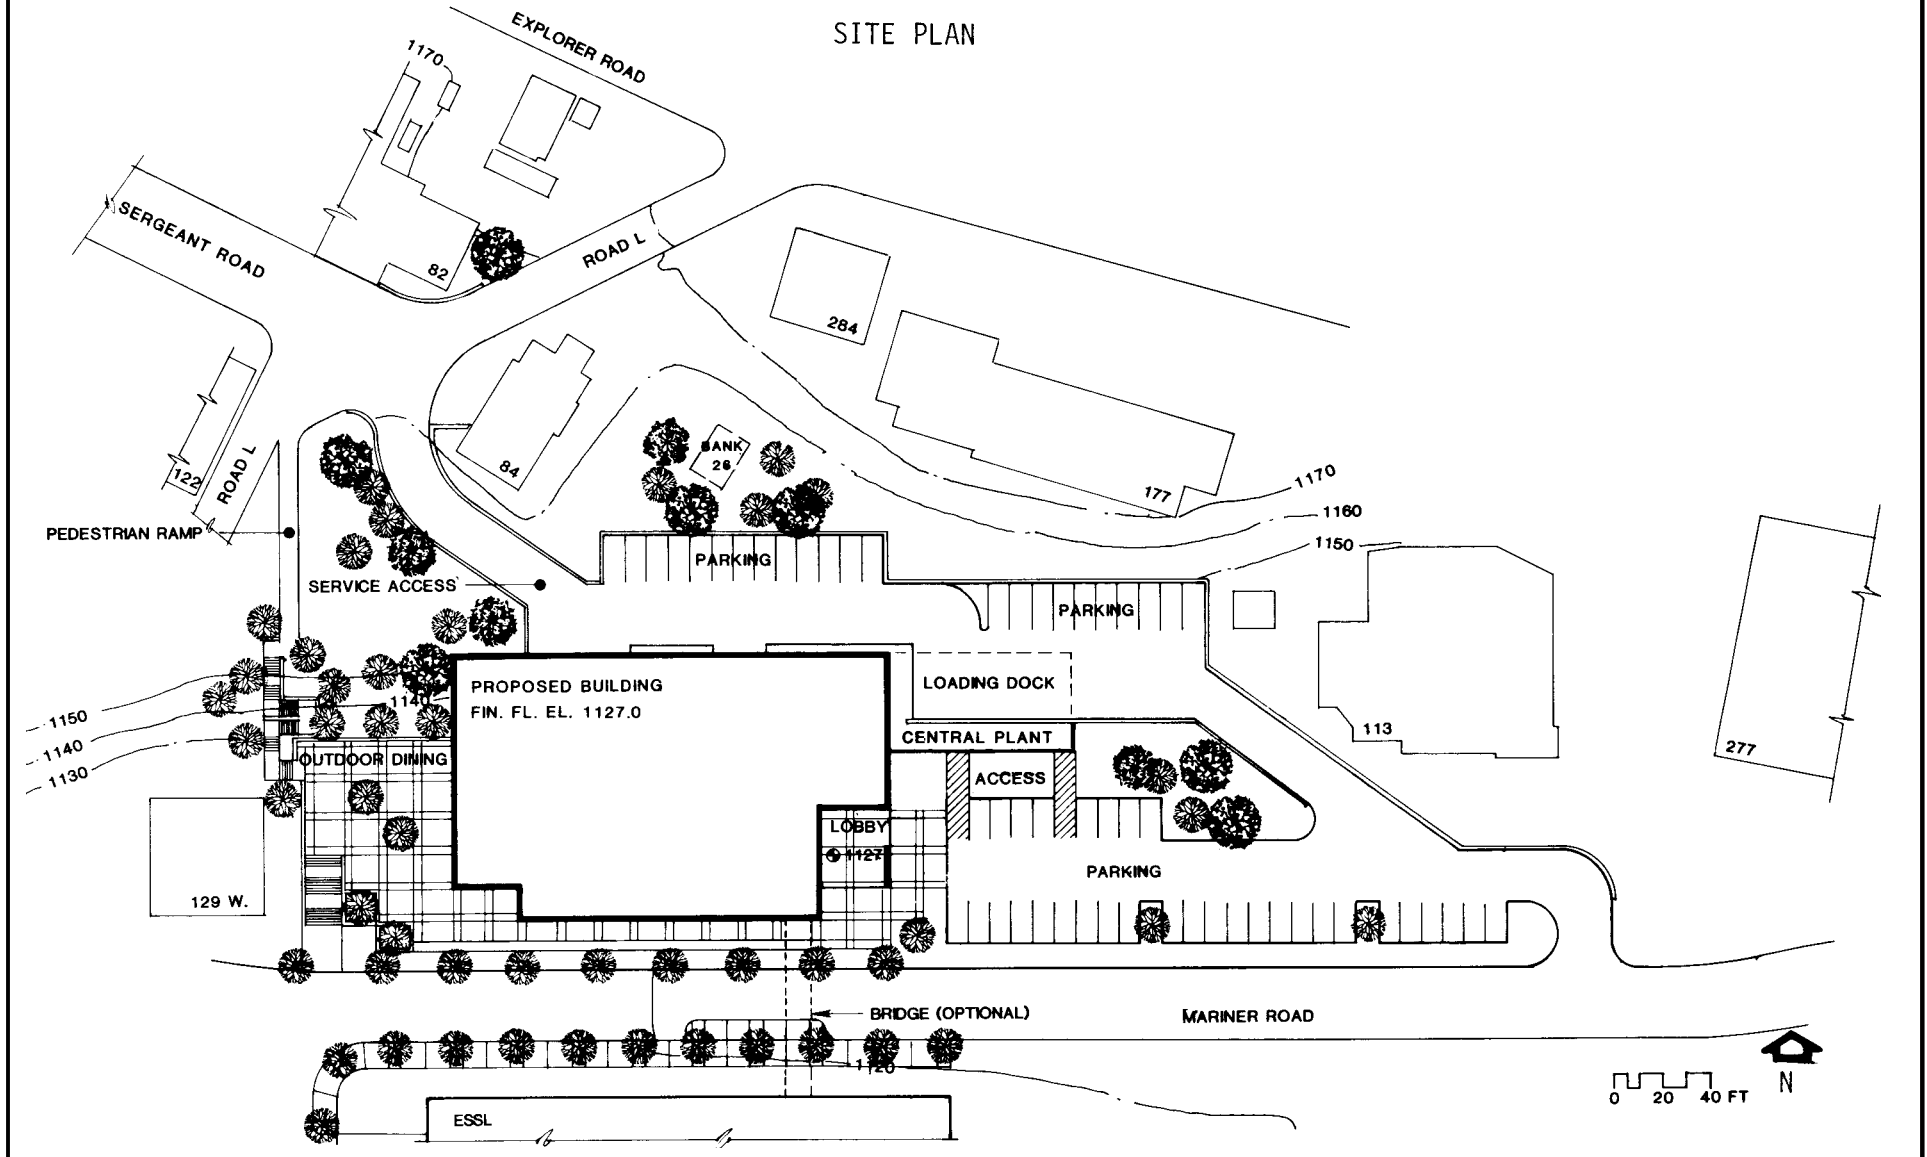 SITE PLAN
EXPLORER ROAD
1170
SERGEANT ROAD
82
ROAD L
284
84
BANK
26
122
ROAD L
177
1170
1160
1150
PEDESTRIAN RAMP
PARKING
SERVICE ACCESS
PARKING
PROPOSED BUILDING
FIN. FL. EL. 1127.0
LOADING DOCK
1140
1150
1140
1130
CENTRAL PLANT
113
277
OUTDOOR DINING
ACCESS
LOBBY
1127
PARKING
129 W.
BRIDGE (OPTIONAL)
MARINER ROAD
1120
ESSL
N
0 20 40 FT